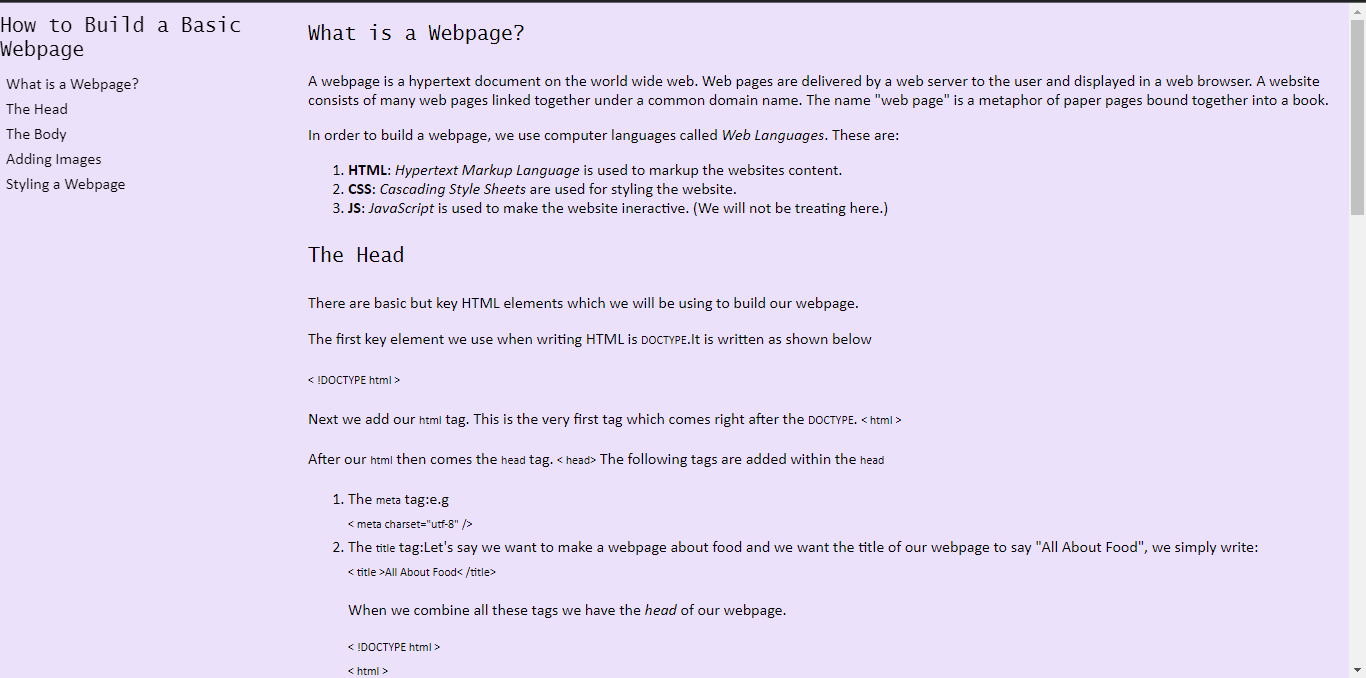 How to Build a Basic
Webpage
What is a Webpage?
The Head
The Body
Adding Images
Styling a Webpage
What is a Webpage?
A webpage is a hypertext document on the world wide web. Web pages are delivered by a web server to the user and displayed in a web browser. A website
consists of many web pages linked together under a common domain name. The name "web page" is a metaphor of paper pages bound together into a book.
In order to build a webpage, we use computer languages called Web Languages. These are:
1. HTML: Hypertext Markup Language is used to markup the websites content.
2. CSS: Cascading Style Sheets are used for styling the website.
3. JS: JavaScript is used to make the website ineractive. (We will not be treating here.)
The Head
There are basic but key HTML elements which we will be using to build our webpage.
The first key element we use when writing HTML is DOCTYPE.It is written as shown below
< !DOCTYPE html >
Next we add our html tag. This is the very first tag which comes right after the DOCTYPE. < html >
After our html then comes the head tag. < head> The following tags are added within the head
1. The meta tag:e.g
< meta charset="utf-8" />
2. The title tag:Let's say we want to make a webpage about food and we want the title of our webpage to say "All About Food", we simply write:
< title >All About Food< /title>
When we combine all these tags we have the head of our webpage.
< !DOCTYPE html >
< html >